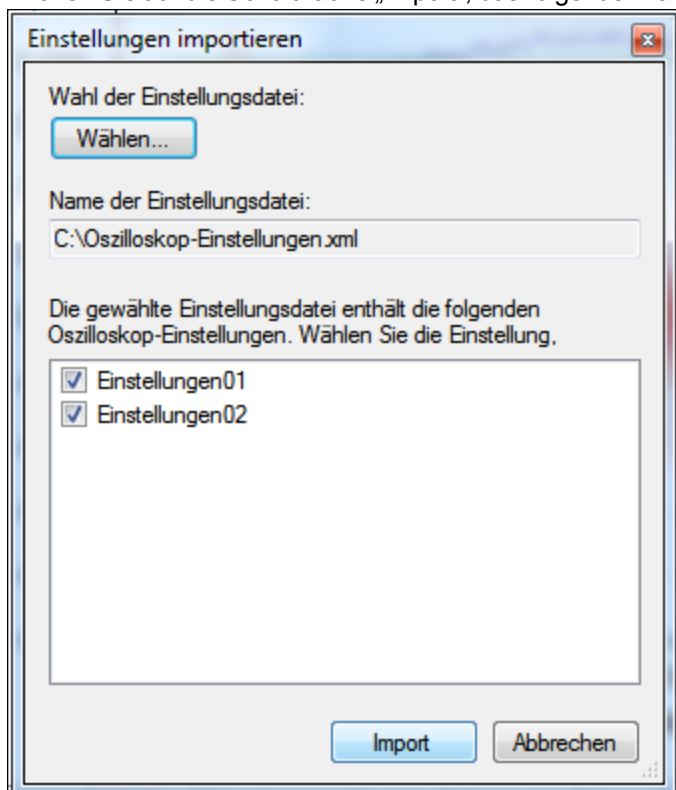 Einstellungen importieren
Wahl der Einstellungsdatei:
Wählen...
Name der Einstellungsdatei:
C:\Oszilloskop-Einstellungen.xml
Die gewählte Einstellungsdatei enthält die folgenden
Oszilloskop-Einstellungen. Wählen Sie die Einstellung,
Einstellungen01
Einstellungen02
Import
Abbrechen